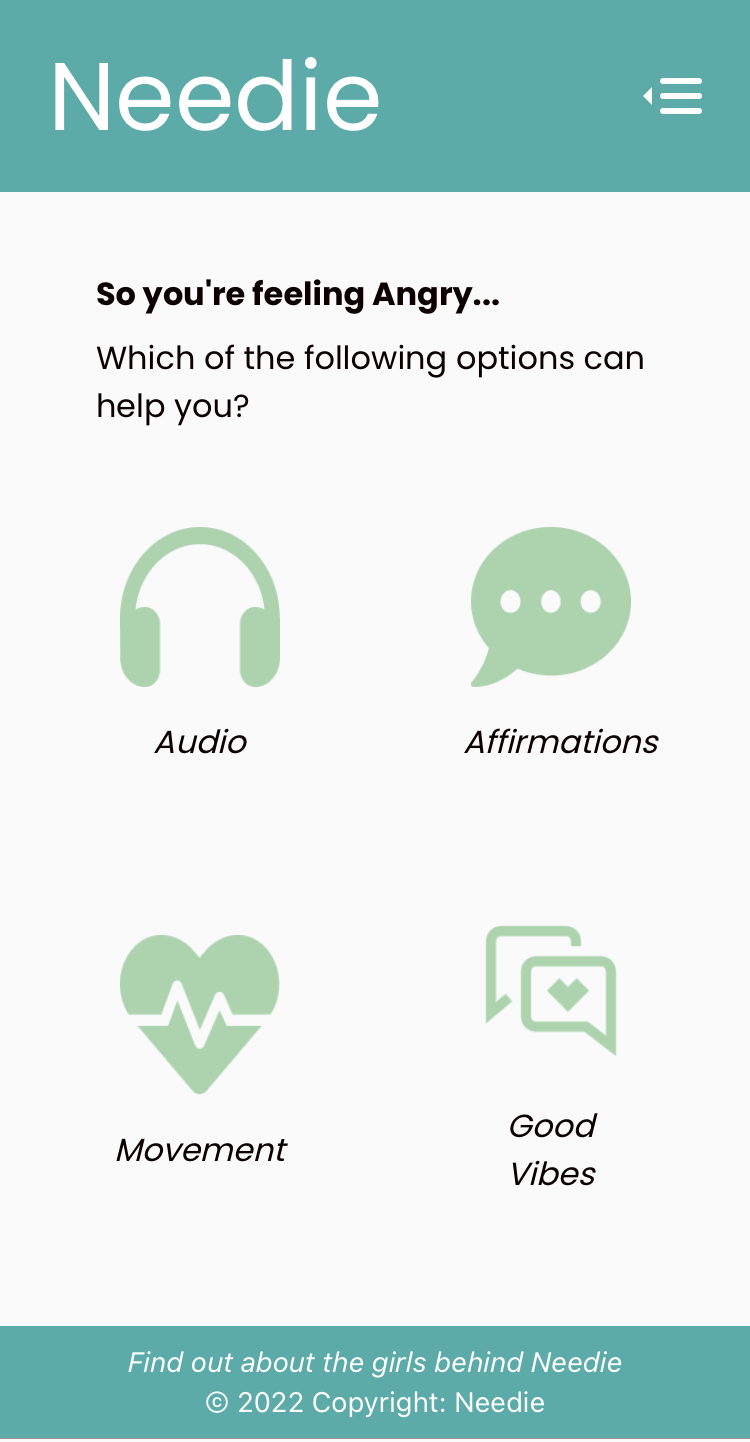 Needie
So you're feeling Angry...
Which of the following options can
help you?
Audio
Affirmations
Movement
Good
Vibes
Find out about the girls behind Needie
© 2022 Copyright: Needie